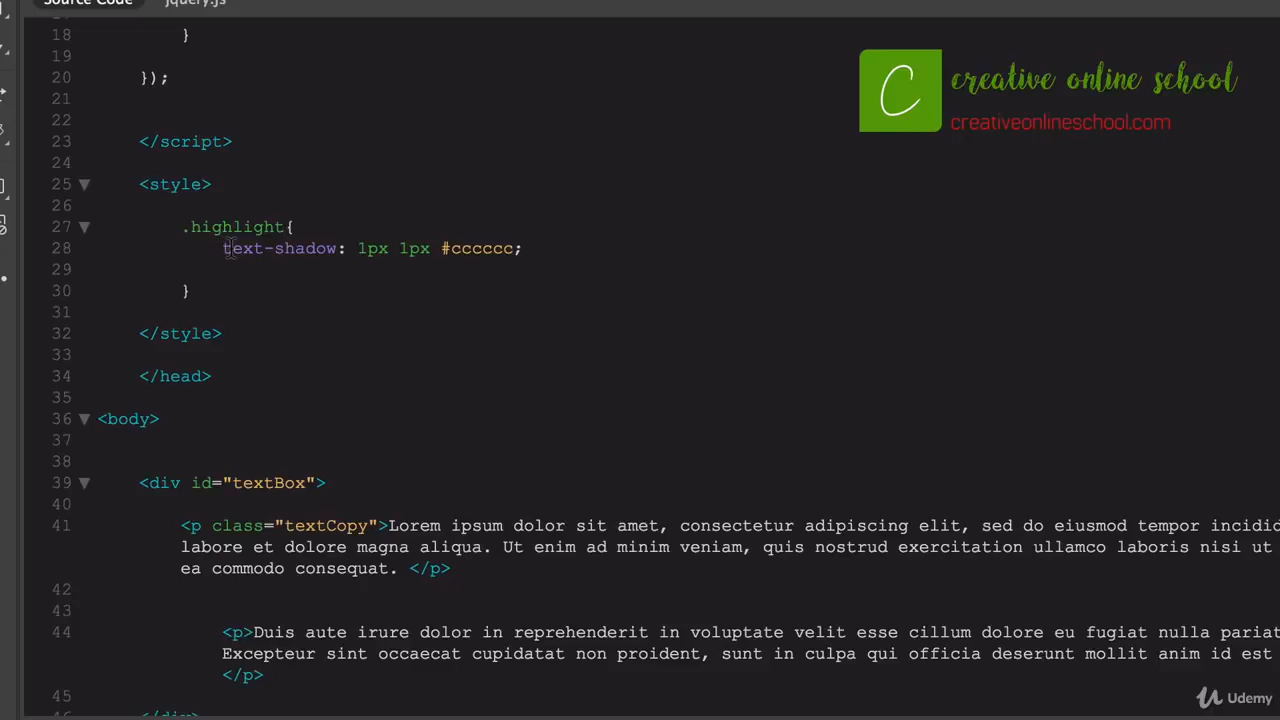 Source Code jquery.js
18 }
19
20 });
21
22
23 </script>
24
25 <style>
26
27 .highlight{
28 text-shadow: 1px 1px #cccccc;
29
30 }
31
32 </style>
33
34 </head>
35
36 <body>
37
38
39 <div id="textBox">
40
41 <p class="textCopy">Lorem ipsum dolor sit amet, consectetur adipiscing elit, sed do eiusmod tempor incidid
labore et dolore magna aliqua. Ut enim ad minim veniam, quis nostrud exercitation ullamco laboris nisi ut
ea commodo consequat. </p>
42
43
44 <p>Duis aute irure dolor in reprehenderit in voluptate velit esse cillum dolore eu fugiat nulla pariat
Excepteur sint occaecat cupidatat non proident, sunt in culpa qui officia deserunt mollit anim id est
</p>
45
46 </div>
C creative online school
creativeonlineschool.com
Udemy